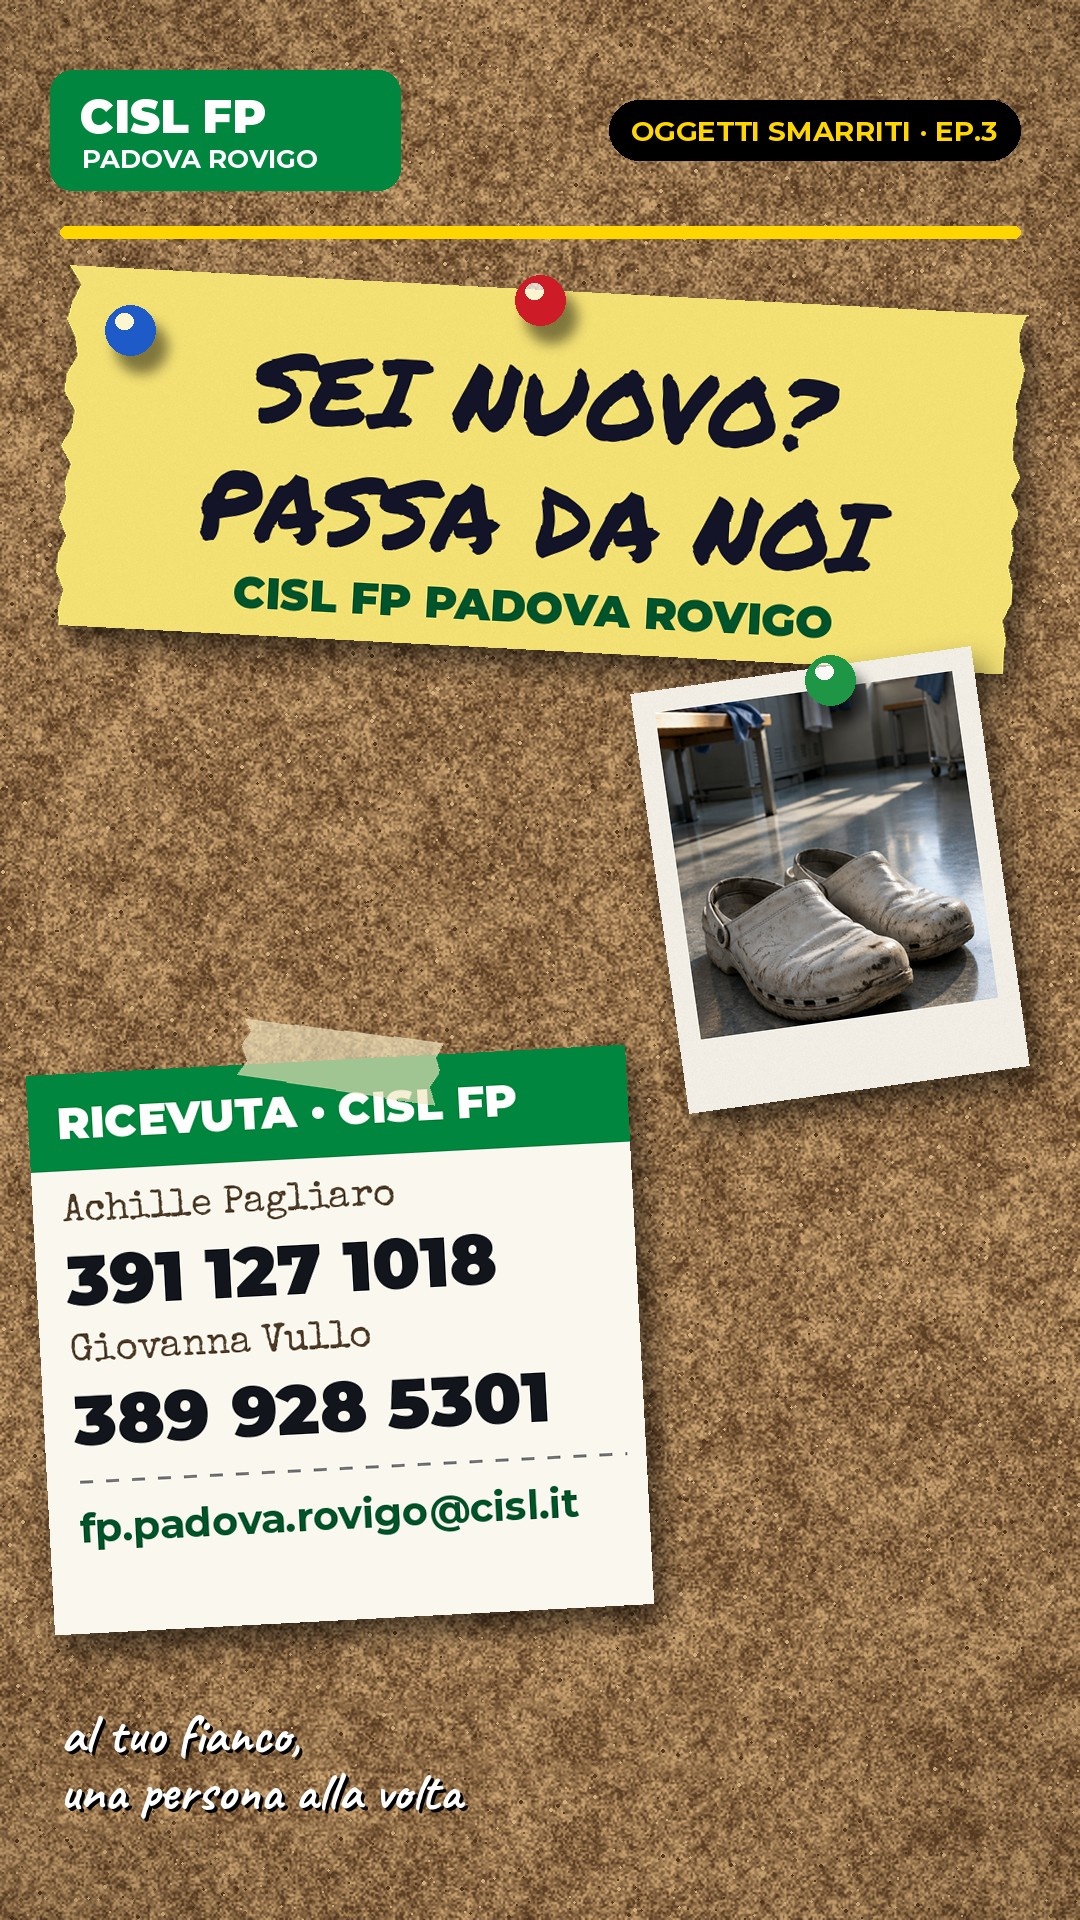 CISL FP
PADOVA ROVIGO
OGGETTI SMARRITI · EP.3
SEI NUOVO?
PASSA DA NOI
CISL FP PADOVA ROVIGO
RICEVUTA • CISL FP
Achille Pagliaro
391 127 1018
Giovanna Vullo
389 928 5301
fp.padova.rovigo@cisl.it
al tuo fianco,
una persona alla volta